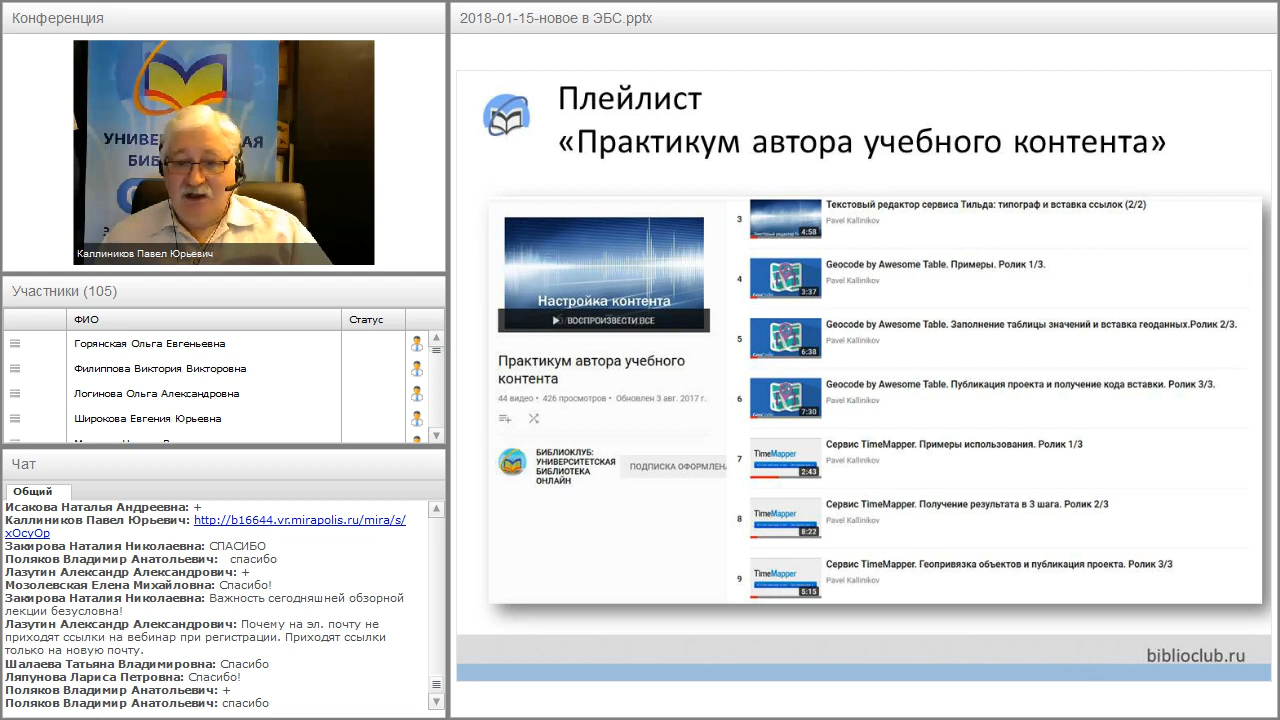 Конференция
УНИВЕРСИТЕТСКАЯ
Каллиников Павел Юрьевич
Участники (105)
ФИО
Статус
Горянская Ольга Евгеньевна
Филиппова Виктория Викторовна
Логинова Ольга Александровна
Широкова Евгения Юрьевна
Чат
Общий
Исакова Наталья Андреевна: +
Каллиников Павел Юрьевич: http://b16644.vr.mirapolis.ru/mira/s/
xOcyOp
Закирова Наталия Николаевна: СПАСИБО
Поляков Владимир Анатольевич: спасибо
Лазутин Александр Александрович: +
Мозолевская Елена Михайловна: Спасибо!
Закирова Наталия Николаевна: Важность сегодняшней обзорной
лекции безусловна!
Лазутин Александр Александрович: Почему на эл. почту не
приходят ссылки на вебинар при регистрации. Приходят ссылки
только на новую почту.
Шалаева Татьяна Владимировна: Спасибо
Ляпунова Лариса Петровна: Спасибо!
Поляков Владимир Анатольевич: +
Поляков Владимир Анатольевич: спасибо
2018-01-15-новое в ЭБС.pptx
Плейлист
«Практикум автора учебного контента»
Настройка контента
ВОСПРОИЗВЕСТИ ВСЕ
Практикум автора учебного
контента
44 видео • 426 просмотров • Обновлен 3 авг. 2017 г.
БИБЛИОКЛУБ:
УНИВЕРСИТЕТСКАЯ
БИБЛИОТЕКА
ОНЛАЙН
ПОДПИСКА ОФОРМЛЕНА
3
4:58
Текстовый редактор сервиса Тильда: типограф и вставка ссылок (2/2)
Pavel Kallinikov
4
3:37
Geocode by Awesome Table. Примеры. Ролик 1/3.
Pavel Kallinikov
5
6:38
Geocode by Awesome Table. Заполнение таблицы значений и вставка геоданных.Ролик 2/3.
Pavel Kallinikov
6
7:30
Geocode by Awesome Table. Публикация проекта и получение кода вставки. Ролик 3/3.
Pavel Kallinikov
7
TimeMapper
2:43
Сервис TimeMapper. Примеры использования. Ролик 1/3
Pavel Kallinikov
8
TimeMapper
8:22
Сервис TimeMapper. Получение результата в 3 шага. Ролик 2/3
Pavel Kallinikov
9
TimeMapper
5:15
Сервис TimeMapper. Геопривязка объектов и публикация проекта. Ролик 3/3
Pavel Kallinikov
biblioclub.ru